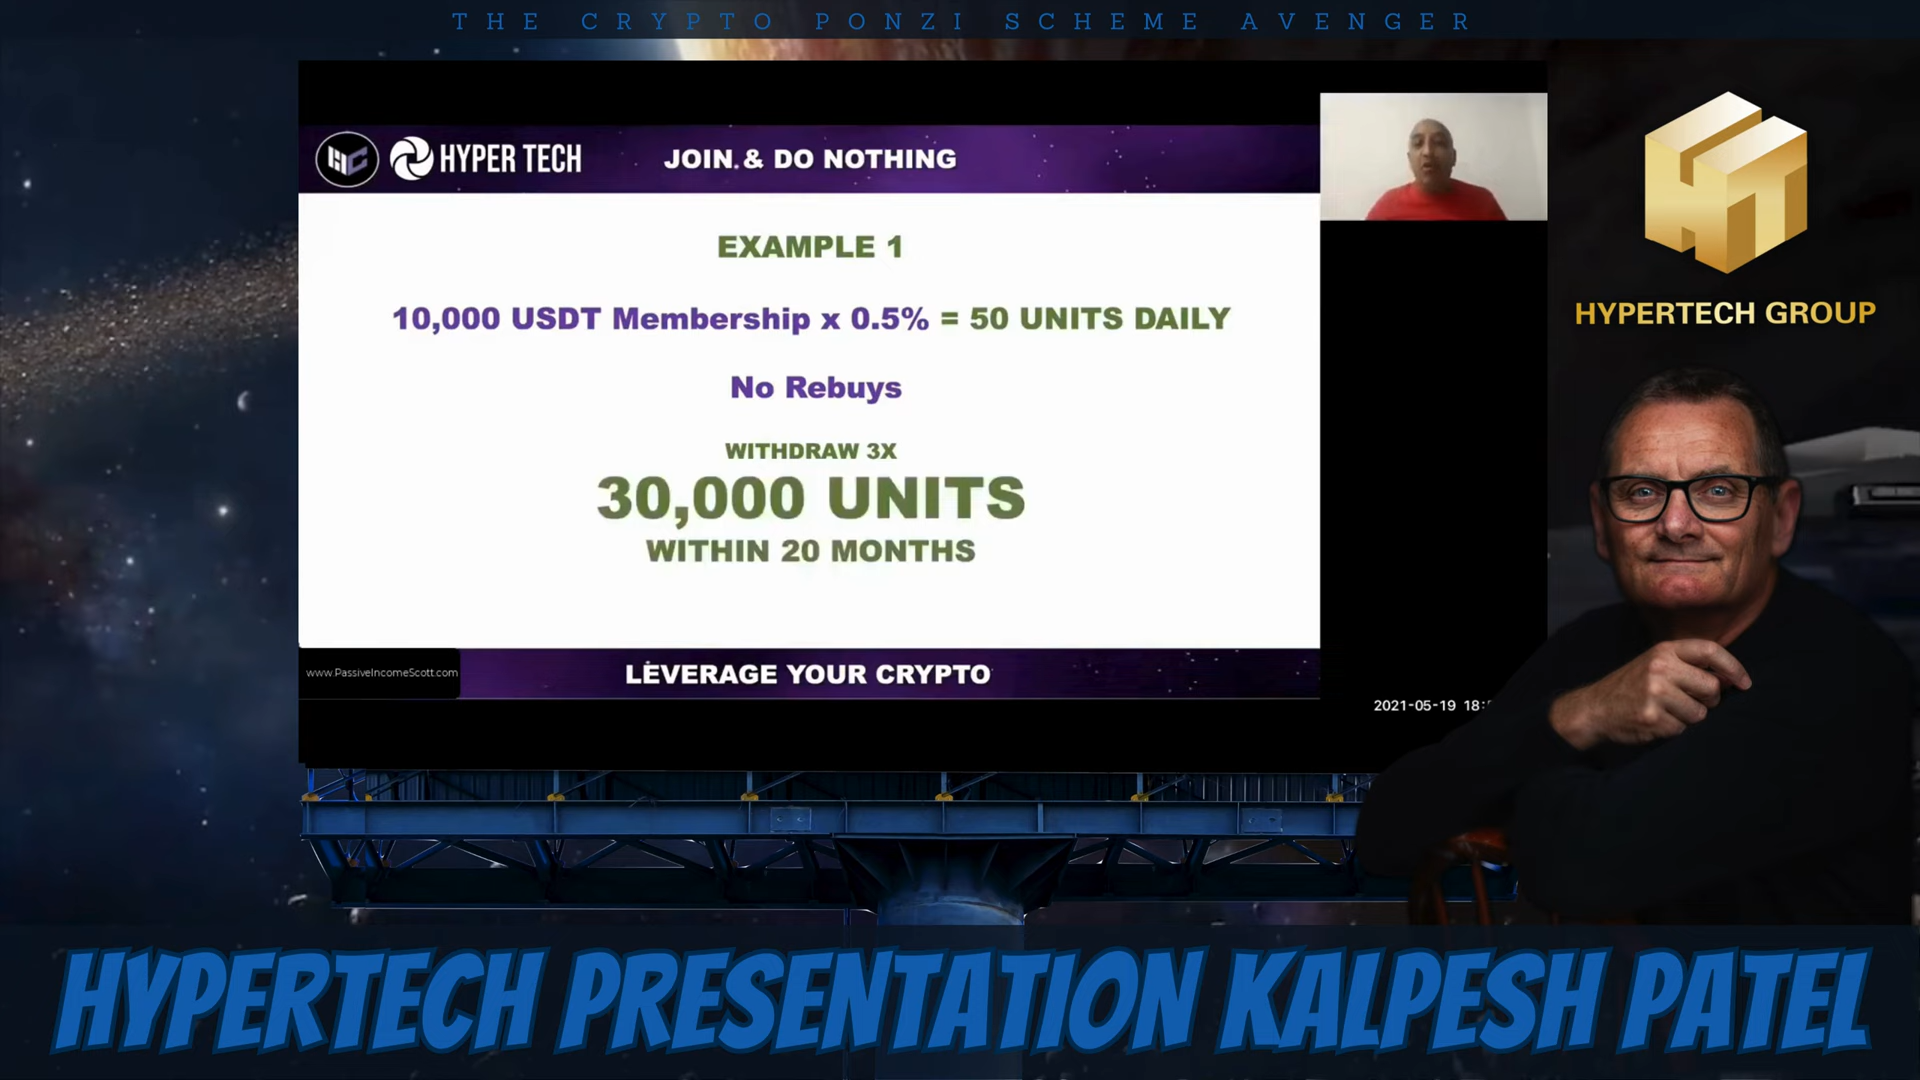 THE CRYPTO PONZI SCHEME AVENGER
HYPER TECH
JOIN & DO NOTHING
EXAMPLE 1
10,000 USDT Membership x 0.5% = 50 UNITS DAILY
No Rebuys
WITHDRAW 3X
30,000 UNITS
WITHIN 20 MONTHS
www.PassiveIncomeScott.com
LEVERAGE YOUR CRYPTO
2021-05-19 18:
HT
HYPERTECH GROUP
HYPERTECH PRESENTATION KALPESH PATEL